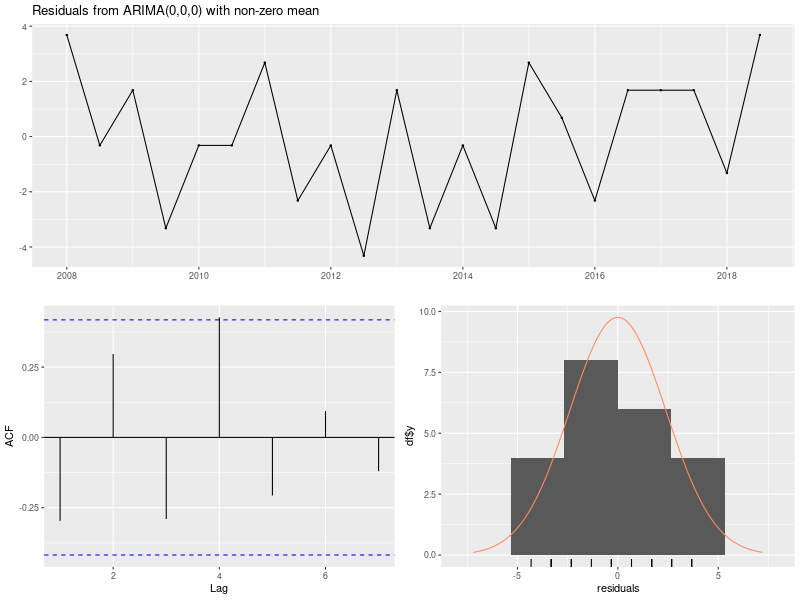 Residuals from ARIMA(0,0,0) with non-zero mean
4
2
0
-2
-4
2008 2010 2012 2014 2016 2018
ACF
0.25
0.00
-0.25
2 4 6
Lag
df$y
10.0
7.5
5.0
2.5
0.0
-5 0 5
residuals